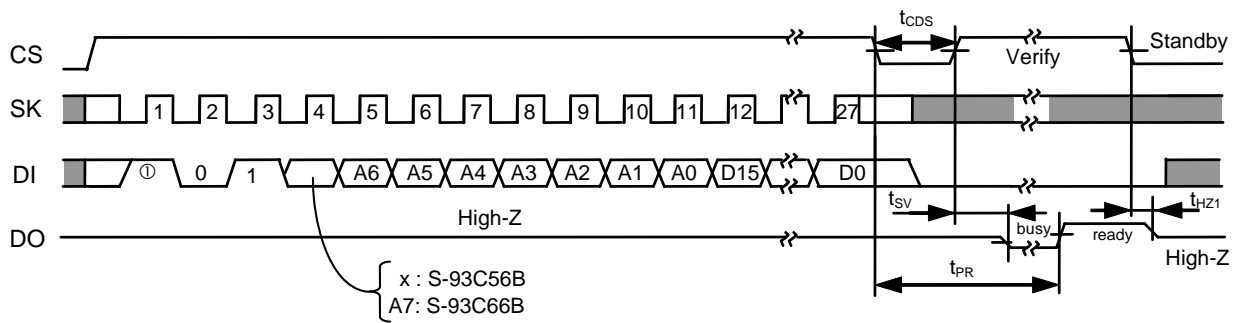 tCDS
CS
Verify
Standby
SK
1 2 3 4 5 6 7 8 9 10 11 12 27
DI
① 0 1 A6 A5 A4 A3 A2 A1 A0 D15 D0
tSV
tHZ1
High-Z
busy
ready
DO
High-Z
tPR
x : S-93C56B
A7: S-93C66B